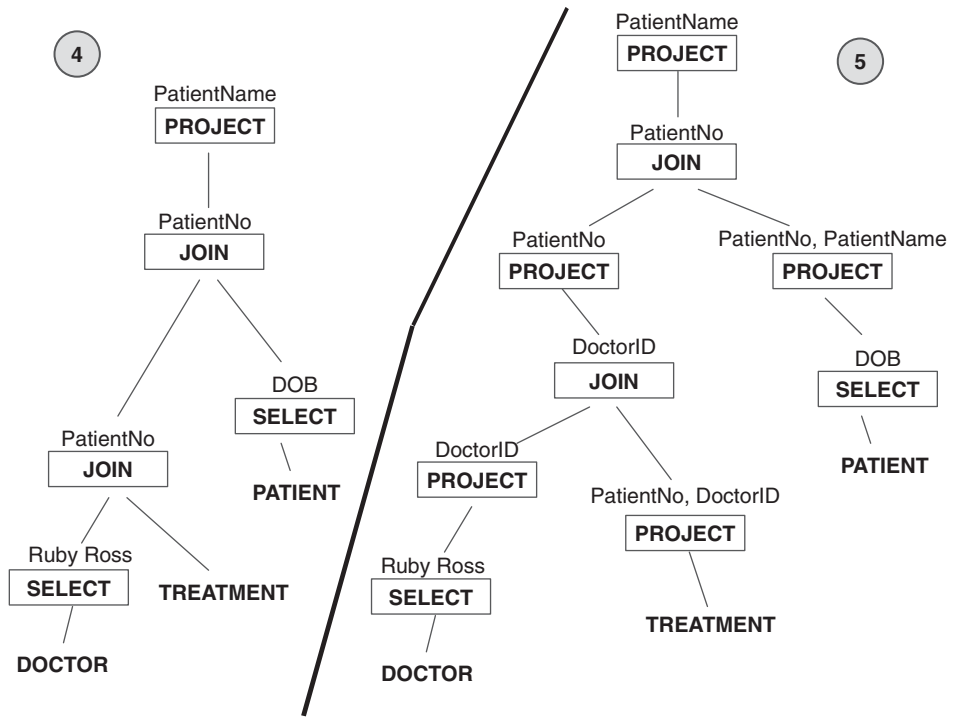 4
PatientName
PROJECT
PatientNo
JOIN
DOB
SELECT
PATIENT
PatientNo
JOIN
Ruby Ross
SELECT
TREATMENT
DOCTOR
5
PatientName
PROJECT
PatientNo
JOIN
PatientNo
PROJECT
PatientNo, PatientName
PROJECT
DoctorID
JOIN
DOB
SELECT
PATIENT
DoctorID
PROJECT
PatientNo, DoctorID
PROJECT
Ruby Ross
SELECT
TREATMENT
DOCTOR